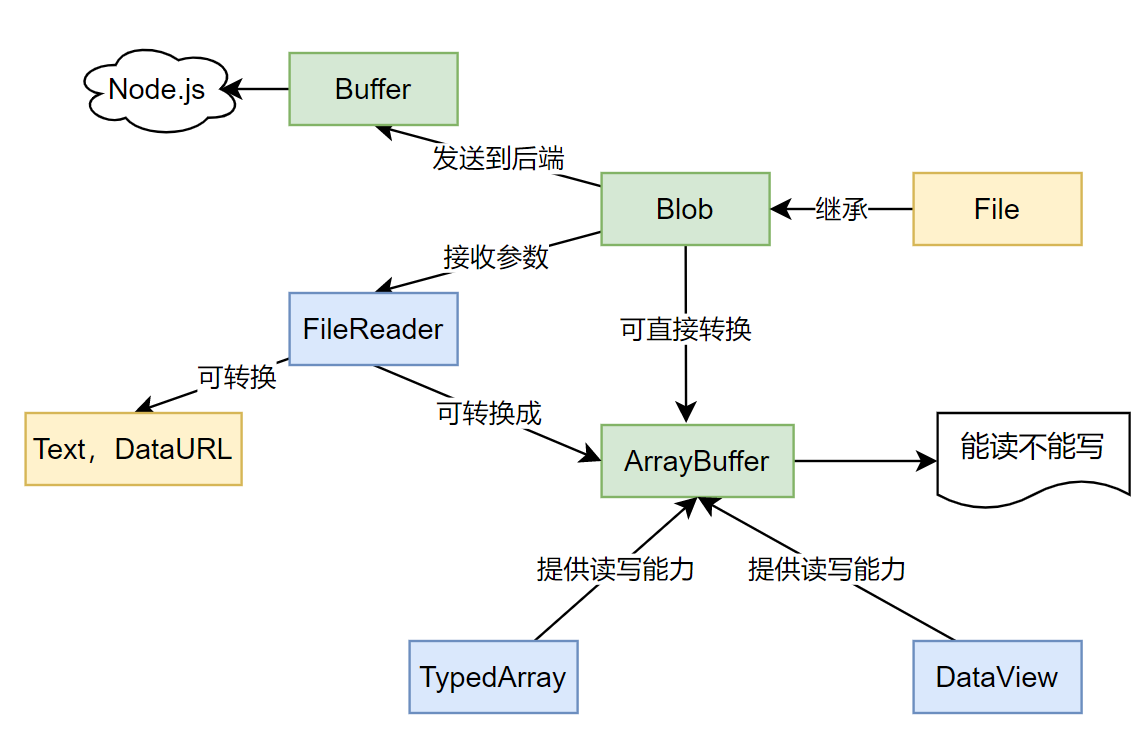 Node.js
Buffer
发送到后端
Blob
继承
File
接收参数
FileReader
可直接转换
可转换
可转换成
Text，DataURL
ArrayBuffer
能读不能写
提供读写能力
提供读写能力
TypedArray
DataView